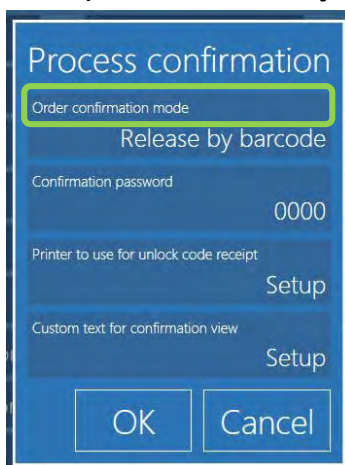 Process confirmation
Order confirmation mode
Release by barcode
Confirmation password
0000
Printer to use for unlock code receipt
Setup
Custom text for confirmation view
Setup
OK
Cancel